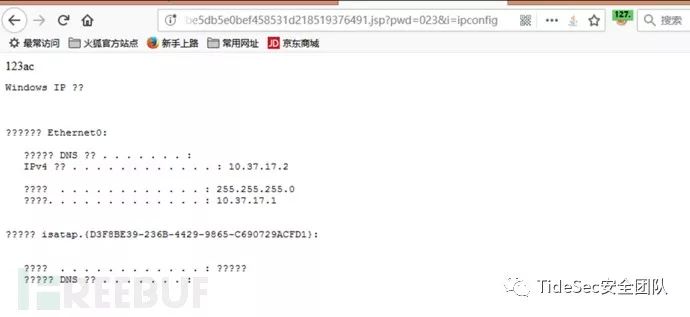 be5db5e0bef458531d218519376491.jsp?pwd=023&i=ipconfig
127.
搜索
最常访问 火狐官方站点 新手上路 常用网址 JD 京东商城
123ac
Windows IP ??
?????? Ethernet0:
????? DNS ?? . . . . . . . :
IPv4 ?? . . . . . . . . . . . . : 10.37.17.2
???? . . . . . . . . . . . . : 255.255.255.0
????. . . . . . . . . . . . . : 10.37.17.1
????? isatap.{D3F8BE39-236B-4429-9865-C690729ACFD1}:
???? . . . . . . . . . . . . : ?????
????? DNS ?? . . . . . . . :
FREEBUF
TideSec安全团队